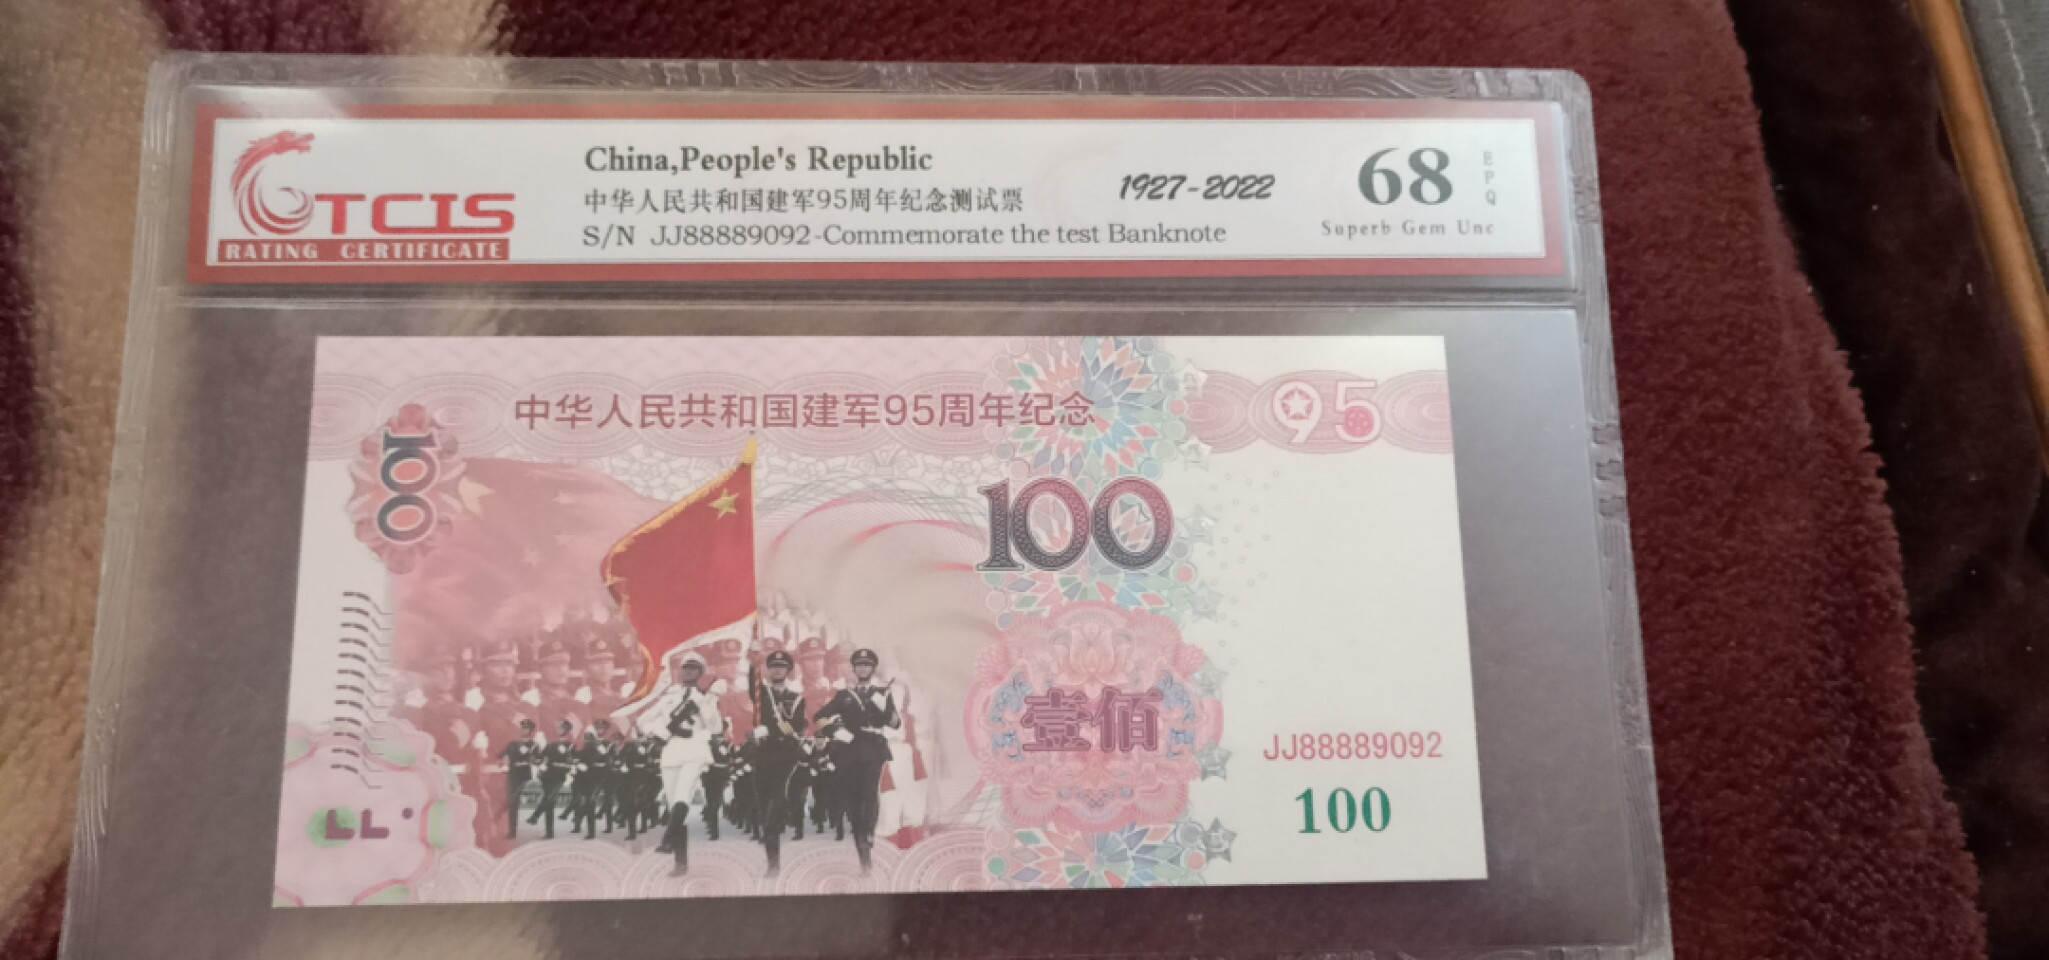 TCIS
RATING CERTIFICATE
China,People's Republic
中华人民共和国建军95周年纪念测试票
S/N JJ88889092-Commemorate the test Banknote
1927-2022
68
EPQ
Superb Gem Unc
中华人民共和国建军95周年纪念
95
100
100
壹佰
JJ88889092
100